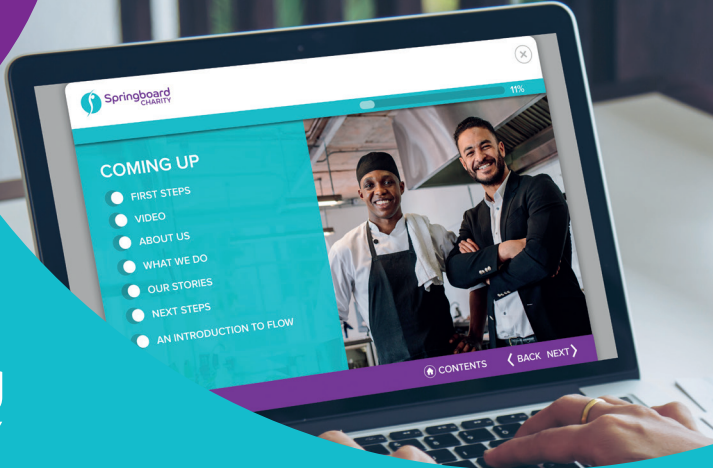 Springboard
CHARITY
11%
COMING UP
FIRST STEPS
VIDEO
ABOUT US
WHAT WE DO
OUR STORIES
NEXT STEPS
AN INTRODUCTION TO FLOW
CONTENTS
BACK
NEXT